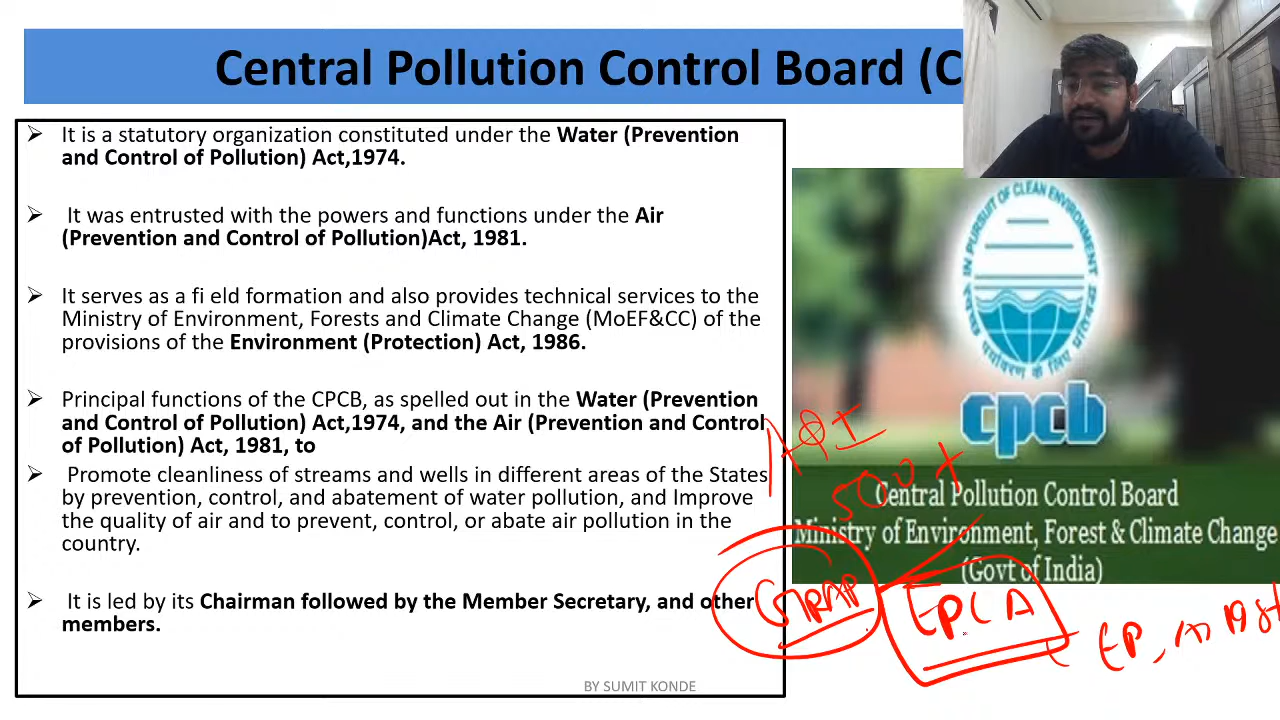 Central Pollution Control Board (C
➢ It is a statutory organization constituted under the Water (Prevention
and Control of Pollution) Act,1974.
➢ It was entrusted with the powers and functions under the Air
(Prevention and Control of Pollution)Act, 1981.
➢ It serves as a fi eld formation and also provides technical services to the
Ministry of Environment, Forests and Climate Change (MoEF&CC) of the
provisions of the Environment (Protection) Act, 1986.
➢ Principal functions of the CPCB, as spelled out in the Water (Prevention
and Control of Pollution) Act,1974, and the Air (Prevention and Control
of Pollution) Act, 1981, to
➢ Promote cleanliness of streams and wells in different areas of the States
by prevention, control, and abatement of water pollution, and Improve
the quality of air and to prevent, control, or abate air pollution in the
country.
➢ It is led by its Chairman followed by the Member Secretary, and other
members.
BY SUMIT KONDE
IN PURSUIT OF CLEAN ENVIRONMENT
cpcb
Central Pollution Control Board
Ministry of Environment, Forest & Climate Change
(Govt of India)
AQI
500+
GRAP
EPCA
EP